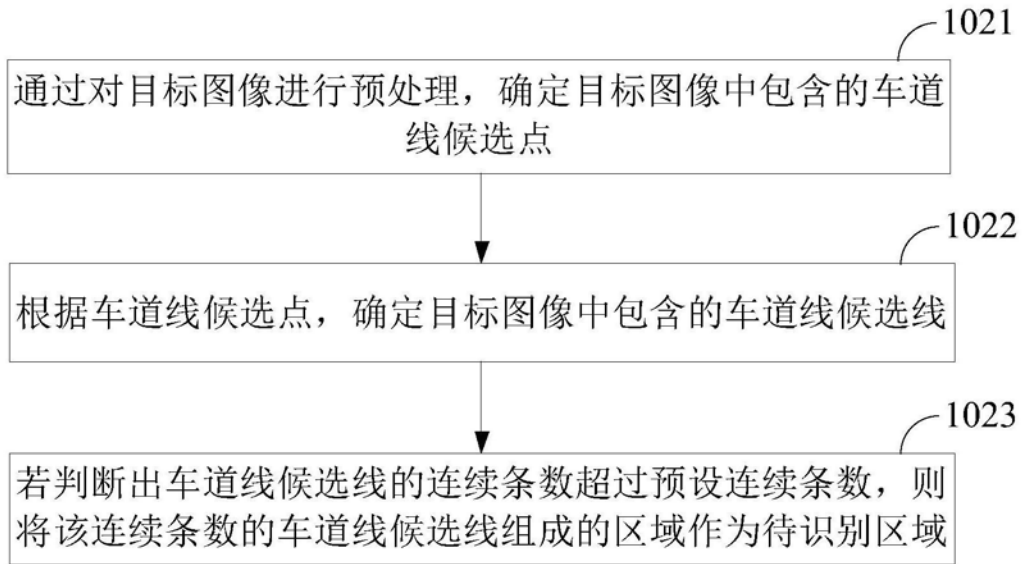 1021
通过对目标图像进行预处理，确定目标图像中包含的车道
线候选点
1022
根据车道线候选点，确定目标图像中包含的车道线候选线
1023
若判断出车道线候选线的连续条数超过预设连续条数，则
将该连续条数的车道线候选线组成的区域作为待识别区域